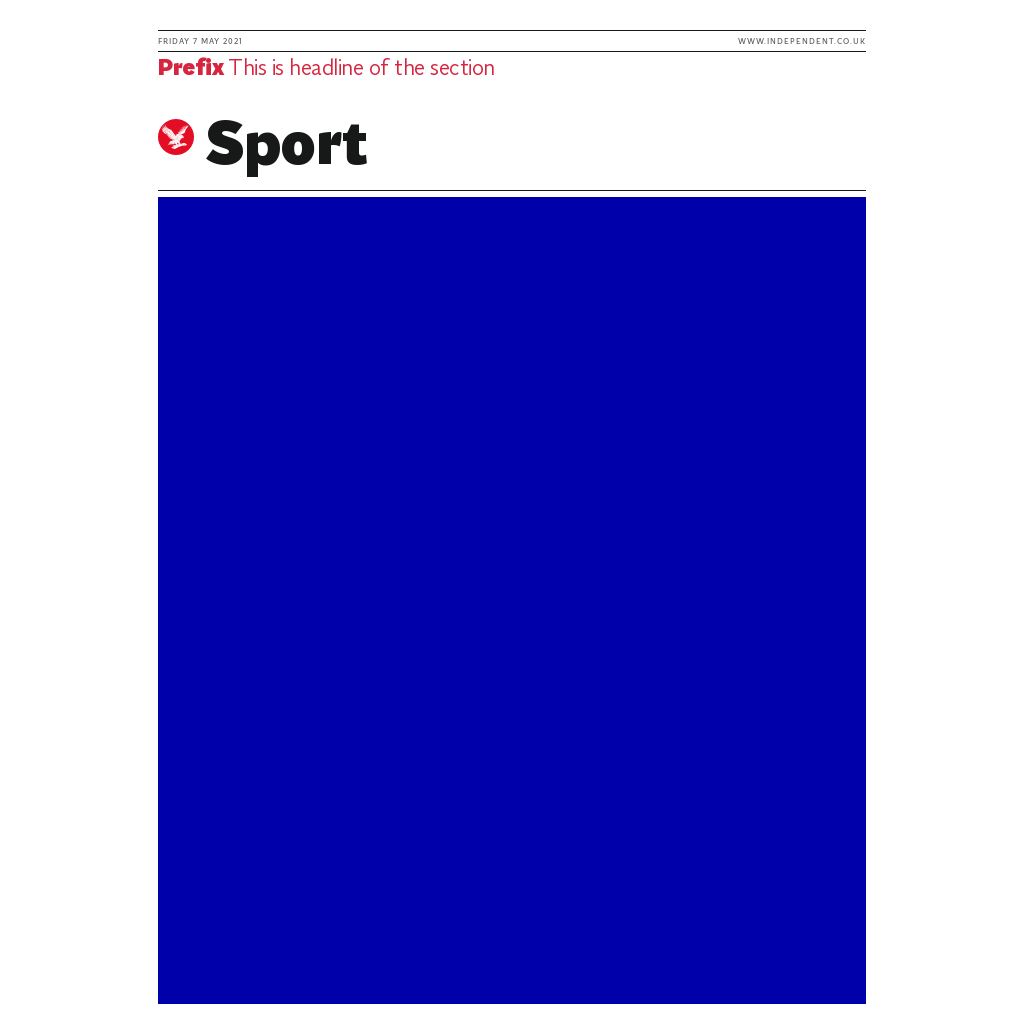 FRIDAY 7 MAY 2021
WWW.INDEPENDENT.CO.UK
Prefix This is headline of the section
Sport